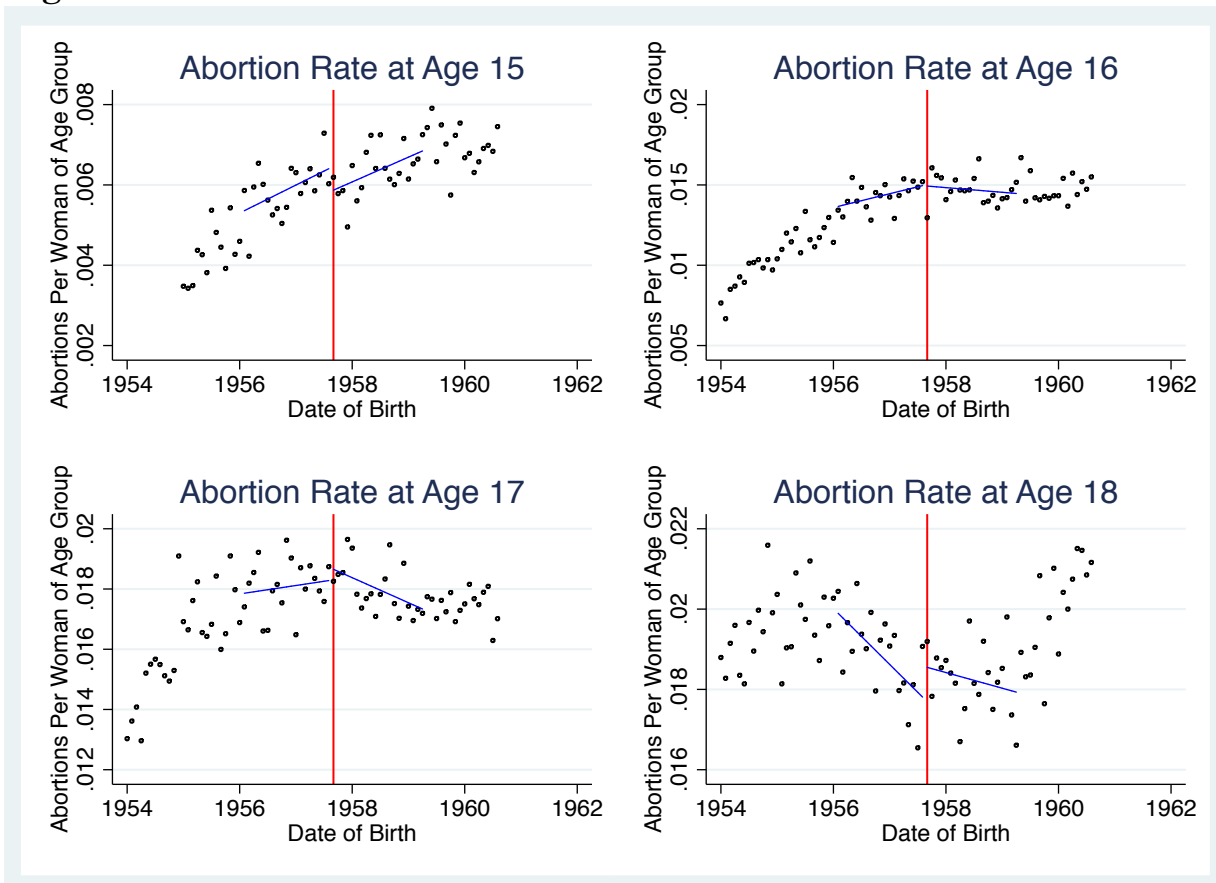 Abortion Rate at Age 15
Abortions Per Woman of Age Group
.002 .004 .006 .008
1954 1956 1958 1960 1962
Date of Birth
Abortion Rate at Age 16
Abortions Per Woman of Age Group
.005 .01 .015 .02
1954 1956 1958 1960 1962
Date of Birth
Abortion Rate at Age 17
Abortions Per Woman of Age Group
.012 .014 .016 .018 .02
1954 1956 1958 1960 1962
Date of Birth
Abortion Rate at Age 18
Abortions Per Woman of Age Group
.016 .018 .02 .022
1954 1956 1958 1960 1962
Date of Birth